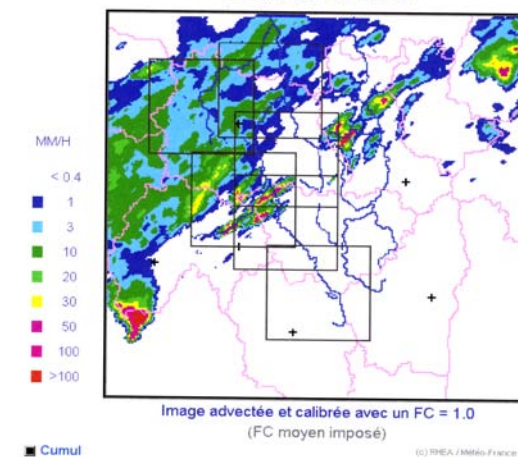 MM/H
< 0.4
1
3
10
20
30
50
100
>100
Image advectée et calibrée avec un FC = 1.0
(FC moyen imposé)
Cumul
(c) RHEA / Météo-France